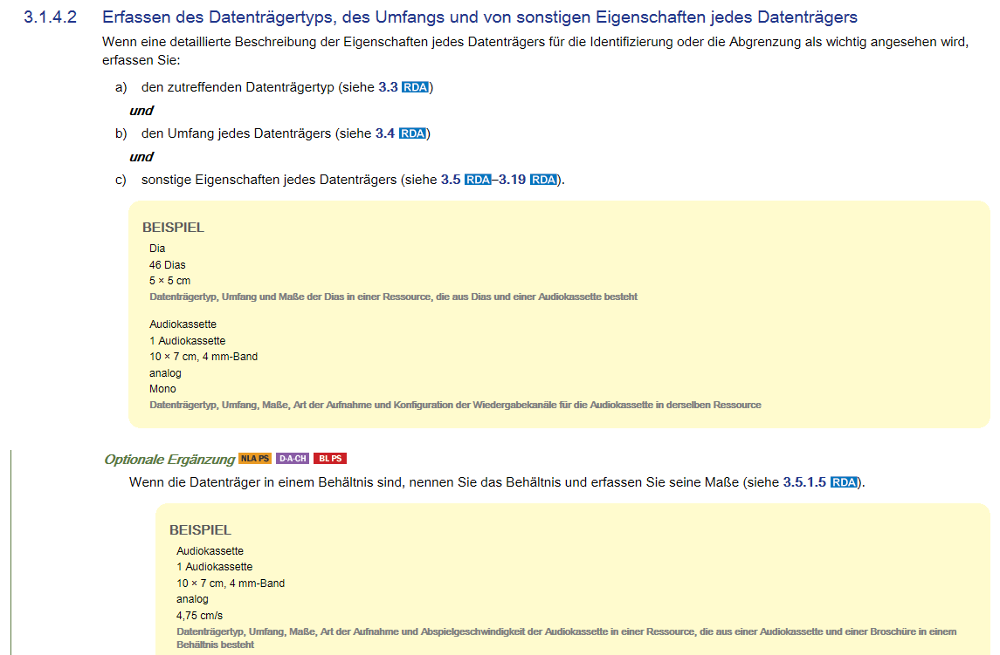 3.1.4.2 Erfassen des Datenträgertyps, des Umfangs und von sonstigen Eigenschaften jedes Datenträgers
Wenn eine detaillierte Beschreibung der Eigenschaften jedes Datenträgers für die Identifizierung oder die Abgrenzung als wichtig angesehen wird,
erfassen Sie:
a) den zutreffenden Datenträgertyp (siehe 3.3 RDA)
und
b) den Umfang jedes Datenträgers (siehe 3.4 RDA)
und
c) sonstige Eigenschaften jedes Datenträgers (siehe 3.5 RDA–3.19 RDA).
BEISPIEL
Dia
46 Dias
5 × 5 cm
Datenträgertyp, Umfang und Maße der Dias in einer Ressource, die aus Dias und einer Audiokassette besteht
Audiokassette
1 Audiokassette
10 × 7 cm, 4 mm-Band
analog
Mono
Datenträgertyp, Umfang, Maße, Art der Aufnahme und Konfiguration der Wiedergabekanäle für die Audiokassette in derselben Ressource
Optionale Ergänzung NLA PS D-A-CH BL PS
Wenn die Datenträger in einem Behältnis sind, nennen Sie das Behältnis und erfassen Sie seine Maße (siehe 3.5.1.5 RDA).
BEISPIEL
Audiokassette
1 Audiokassette
10 × 7 cm, 4 mm-Band
analog
4,75 cm/s
Datenträgertyp, Umfang, Maße, Art der Aufnahme und Abspielgeschwindigkeit der Audiokassette in einer Ressource, die aus einer Audiokassette und einer Broschüre in einem
Behältnis besteht